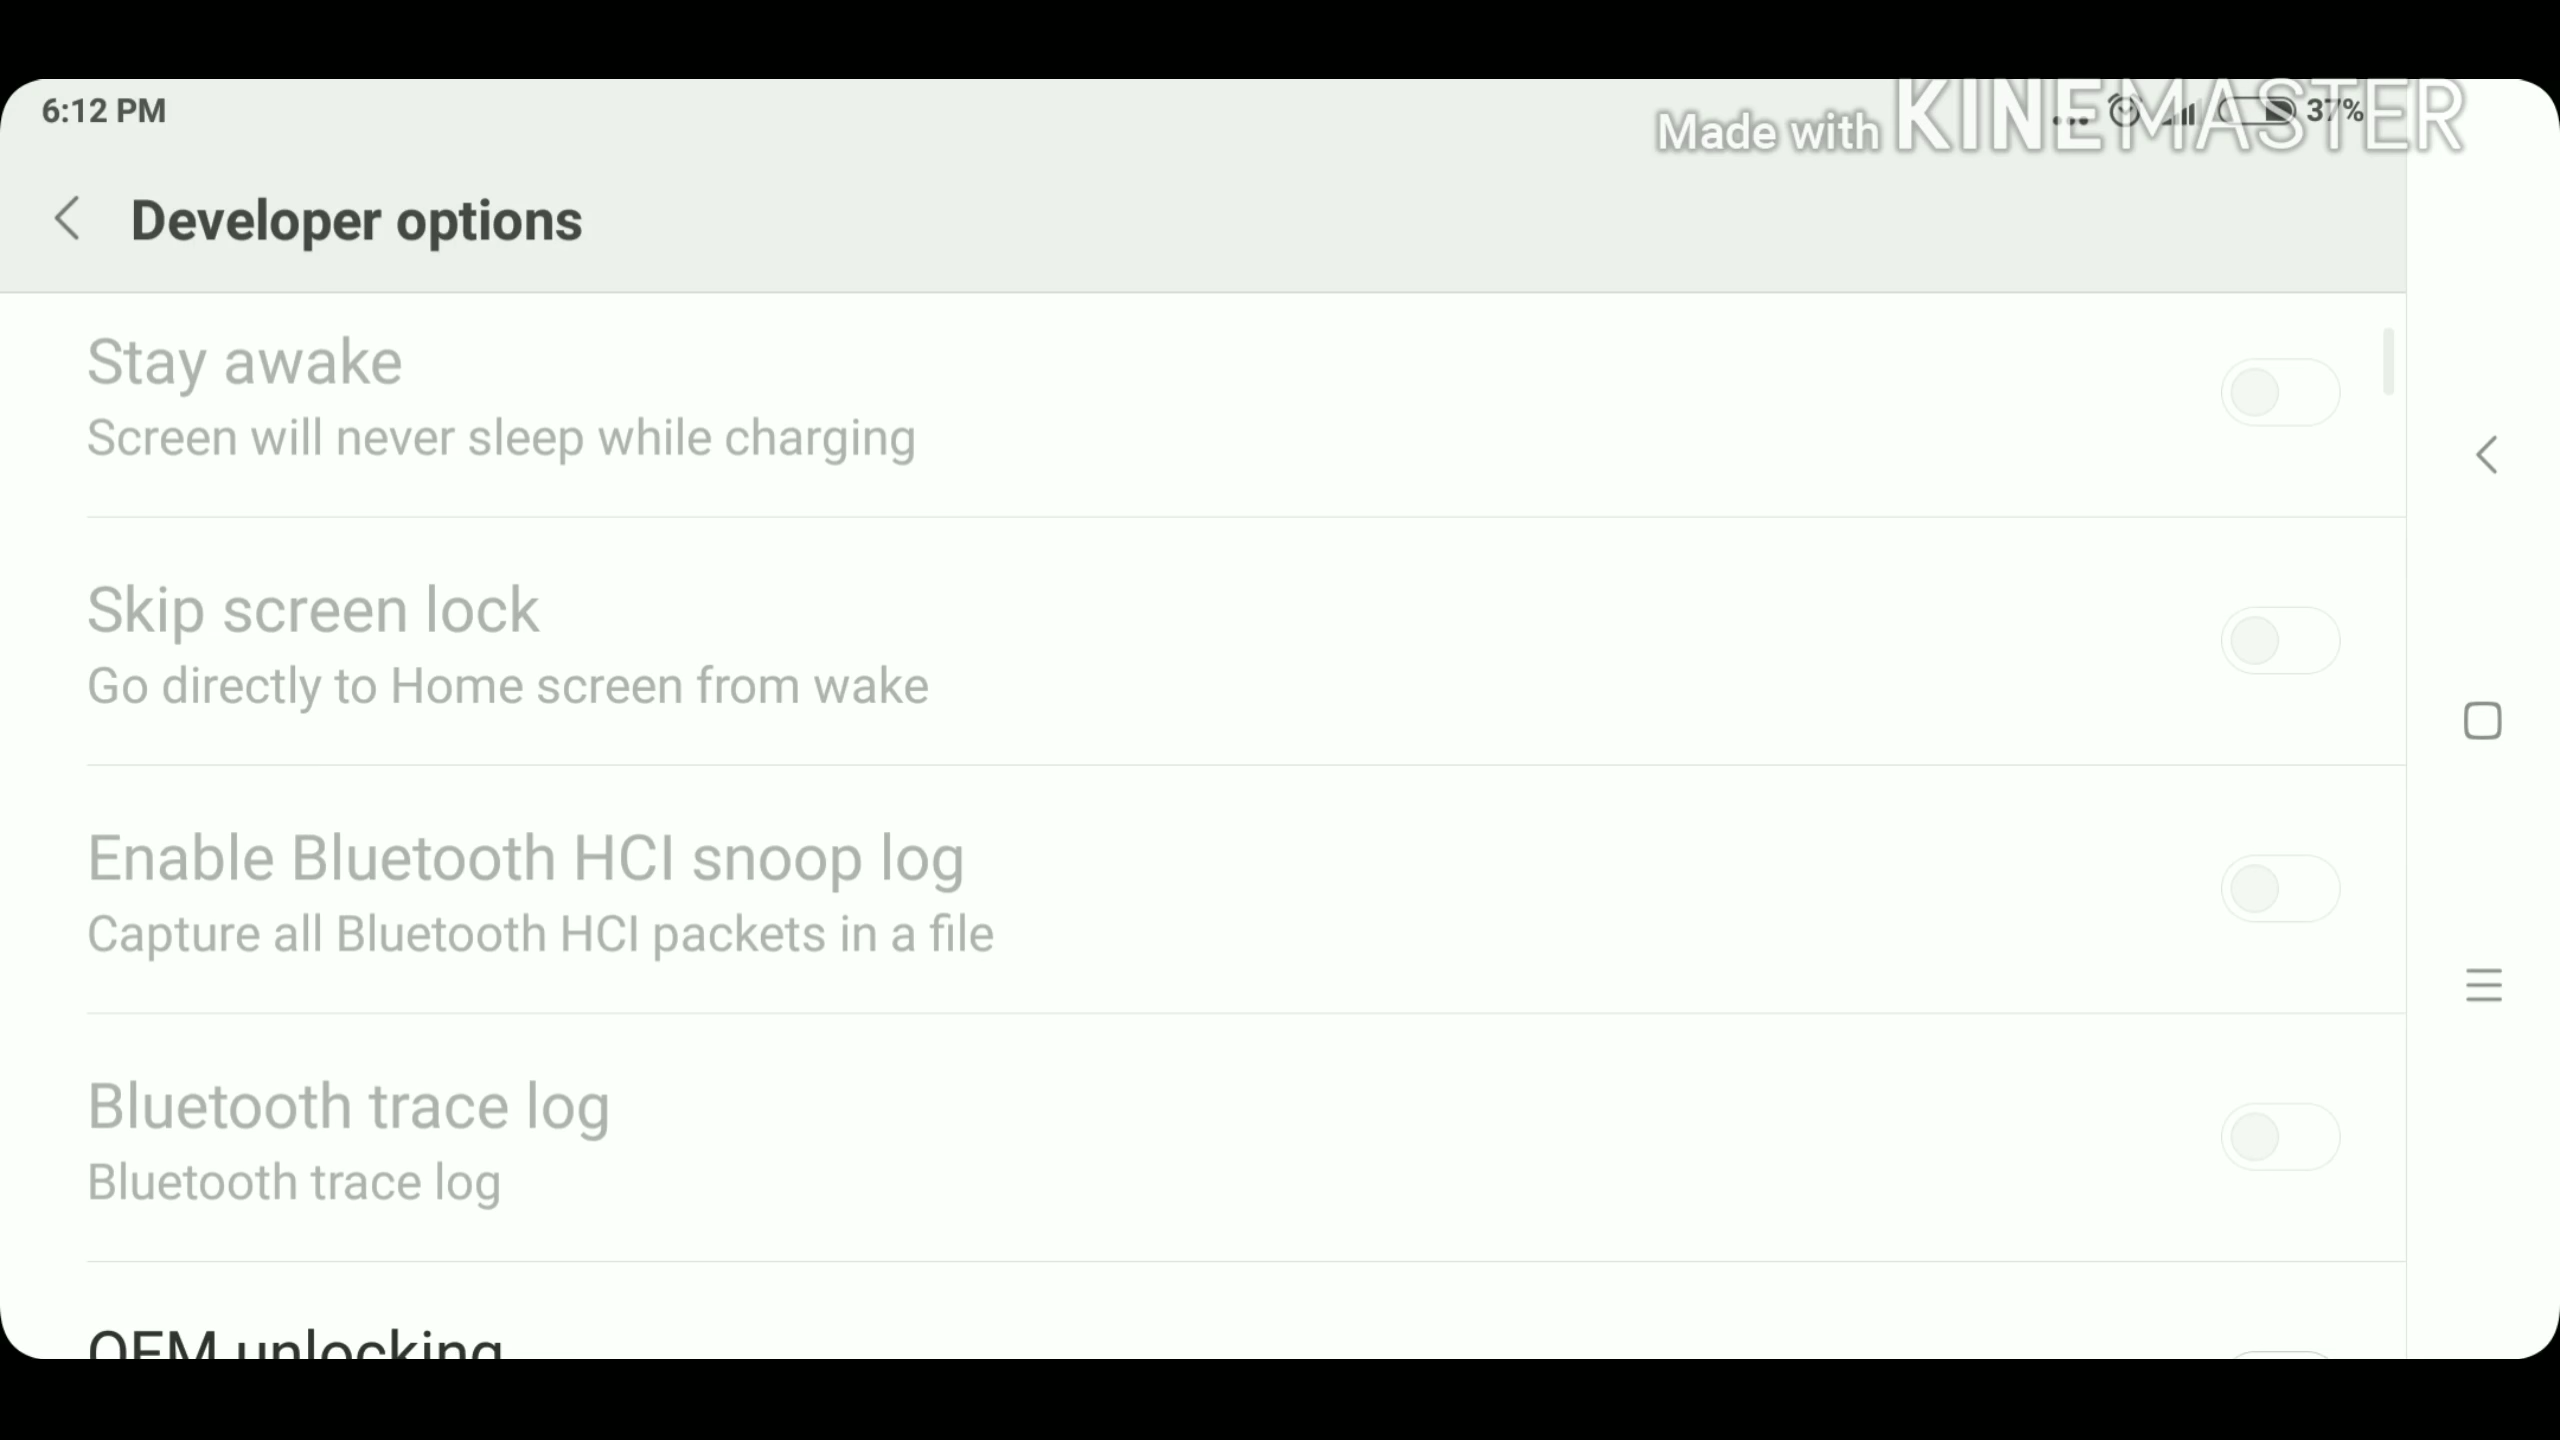 6:12 PM
Made with KINEMASTER
37%
Developer options
Stay awake
Screen will never sleep while charging
Skip screen lock
Go directly to Home screen from wake
Enable Bluetooth HCI snoop log
Capture all Bluetooth HCI packets in a file
Bluetooth trace log
Bluetooth trace log
OEM unlocking